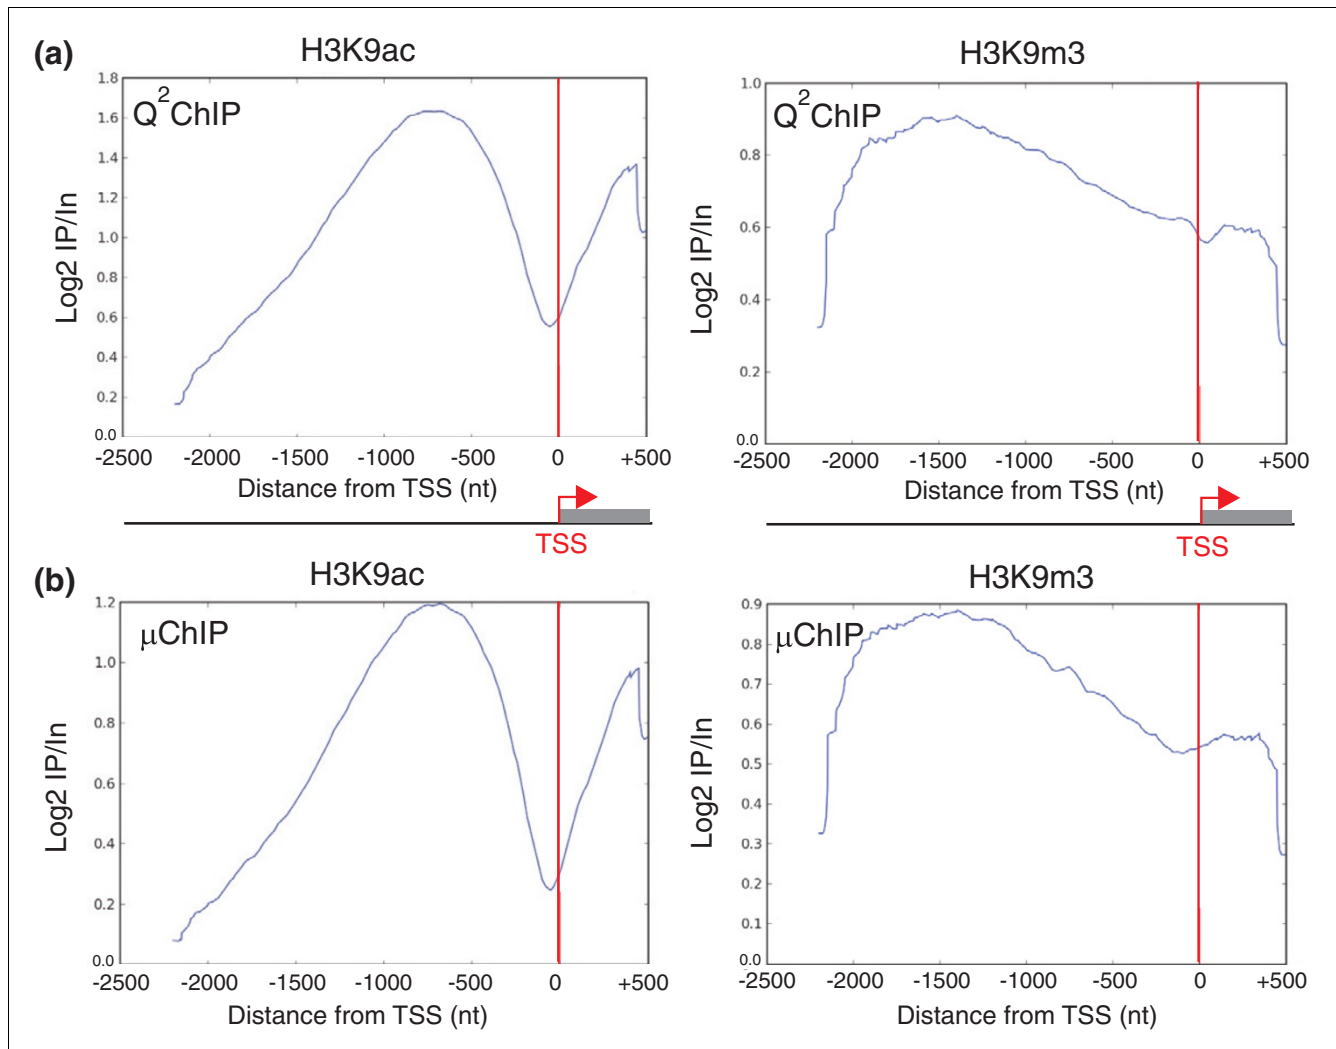 (a)
H3K9ac
Q²ChIP
Log2 IP/In
1.8
1.6
1.4
1.2
1.0
0.8
0.6
0.4
0.2
0.0
-2500 -2000 -1500 -1000 -500 0 +500
Distance from TSS (nt)
TSS
H3K9m3
Q²ChIP
Log2 IP/In
1.0
0.8
0.6
0.4
0.2
0.0
-2500 -2000 -1500 -1000 -500 0 +500
Distance from TSS (nt)
TSS
(b)
H3K9ac
μChIP
Log2 IP/In
1.2
1.0
0.8
0.6
0.4
0.2
0.0
-2500 -2000 -1500 -1000 -500 0 +500
Distance from TSS (nt)
H3K9m3
μChIP
Log2 IP/In
0.9
0.8
0.7
0.6
0.5
0.4
0.3
0.2
0.1
0.0
-2500 -2000 -1500 -1000 -500 0 +500
Distance from TSS (nt)